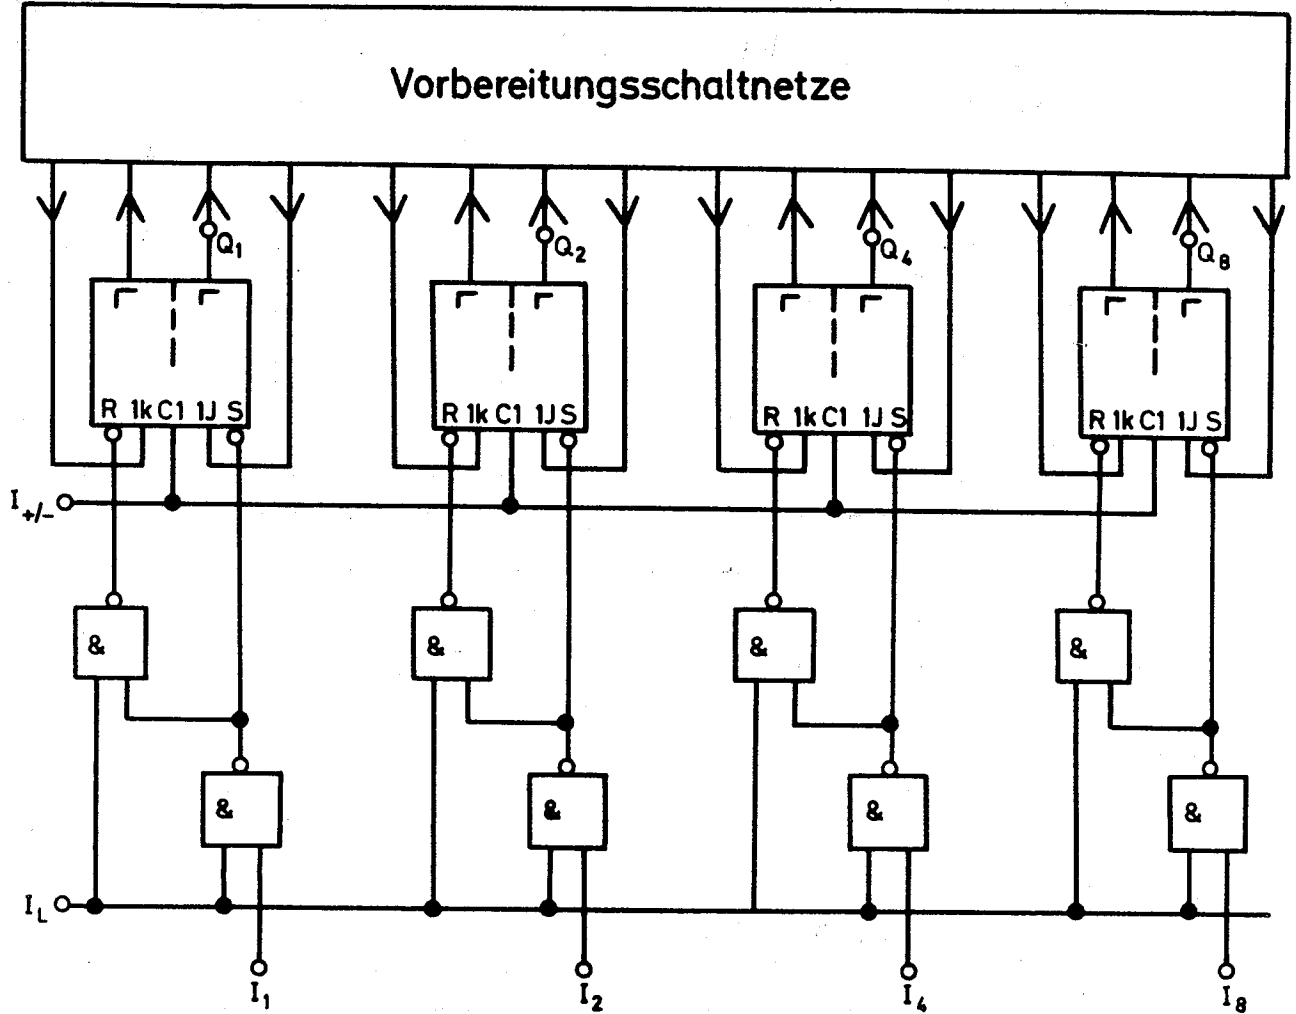 Vorbereitungsschaltnetze
Q1 Q2 Q4 Q8
R 1k C1 1J S R 1k C1 1J S R 1k C1 1J S R 1k C1 1J S
I+/-
& & & &
& & & &
IL
I1 I2 I4 I8